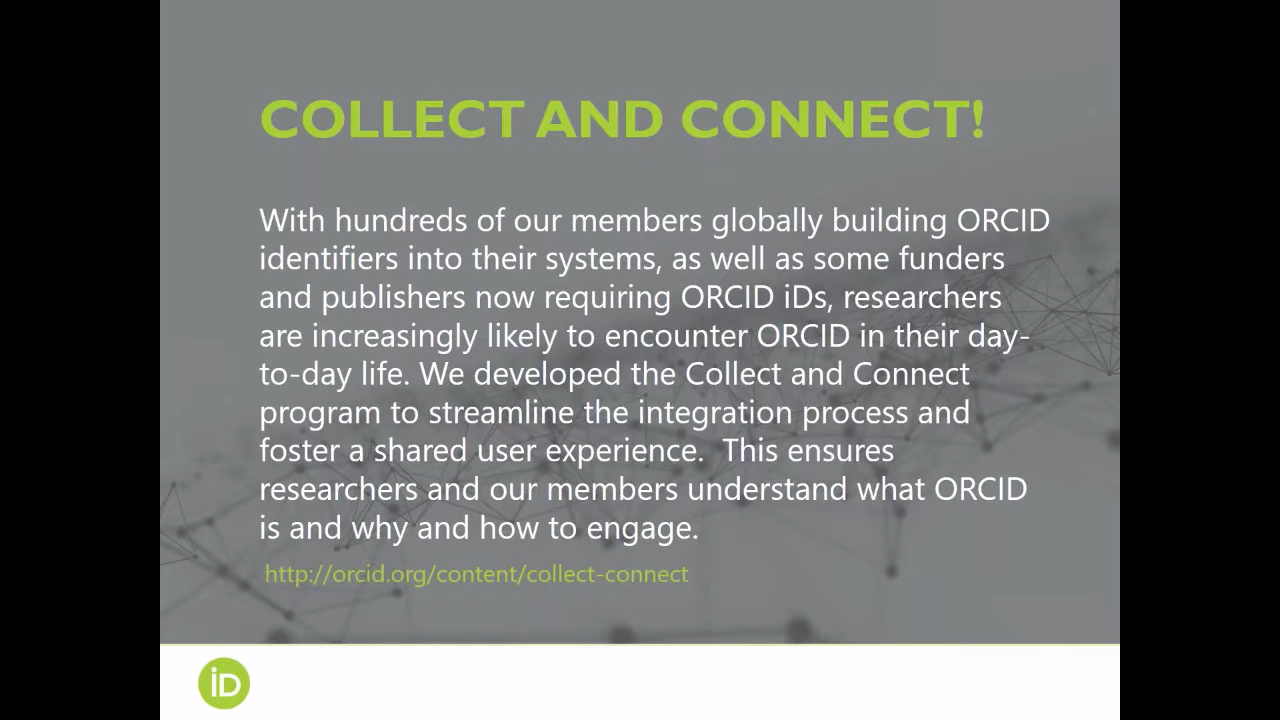 COLLECT AND CONNECT!
With hundreds of our members globally building ORCID
identifiers into their systems, as well as some funders
and publishers now requiring ORCID iDs, researchers
are increasingly likely to encounter ORCID in their day-
to-day life. We developed the Collect and Connect
program to streamline the integration process and
foster a shared user experience.  This ensures
researchers and our members understand what ORCID
is and why and how to engage.
http://orcid.org/content/collect-connect
iD